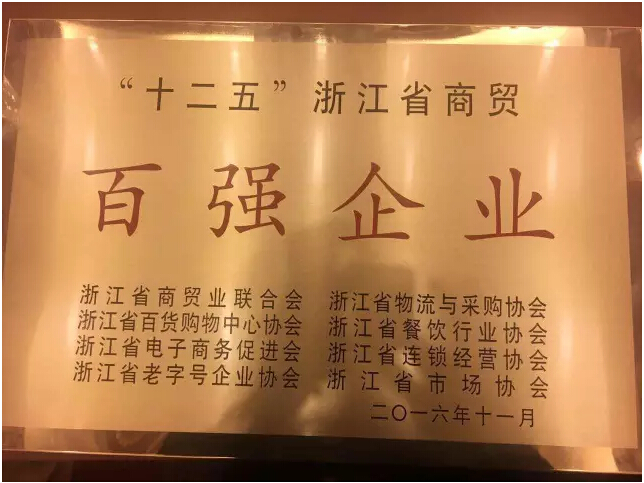 “十二五”浙江省商贸
百强企业
浙江省商贸业联合会 浙江省物流与采购协会
浙江省百货购物中心协会 浙江省餐饮行业协会
浙江省电子商务促进会 浙江省连锁经营协会
浙江省老字号企业协会 浙江省市场协会
二〇一六年十一月